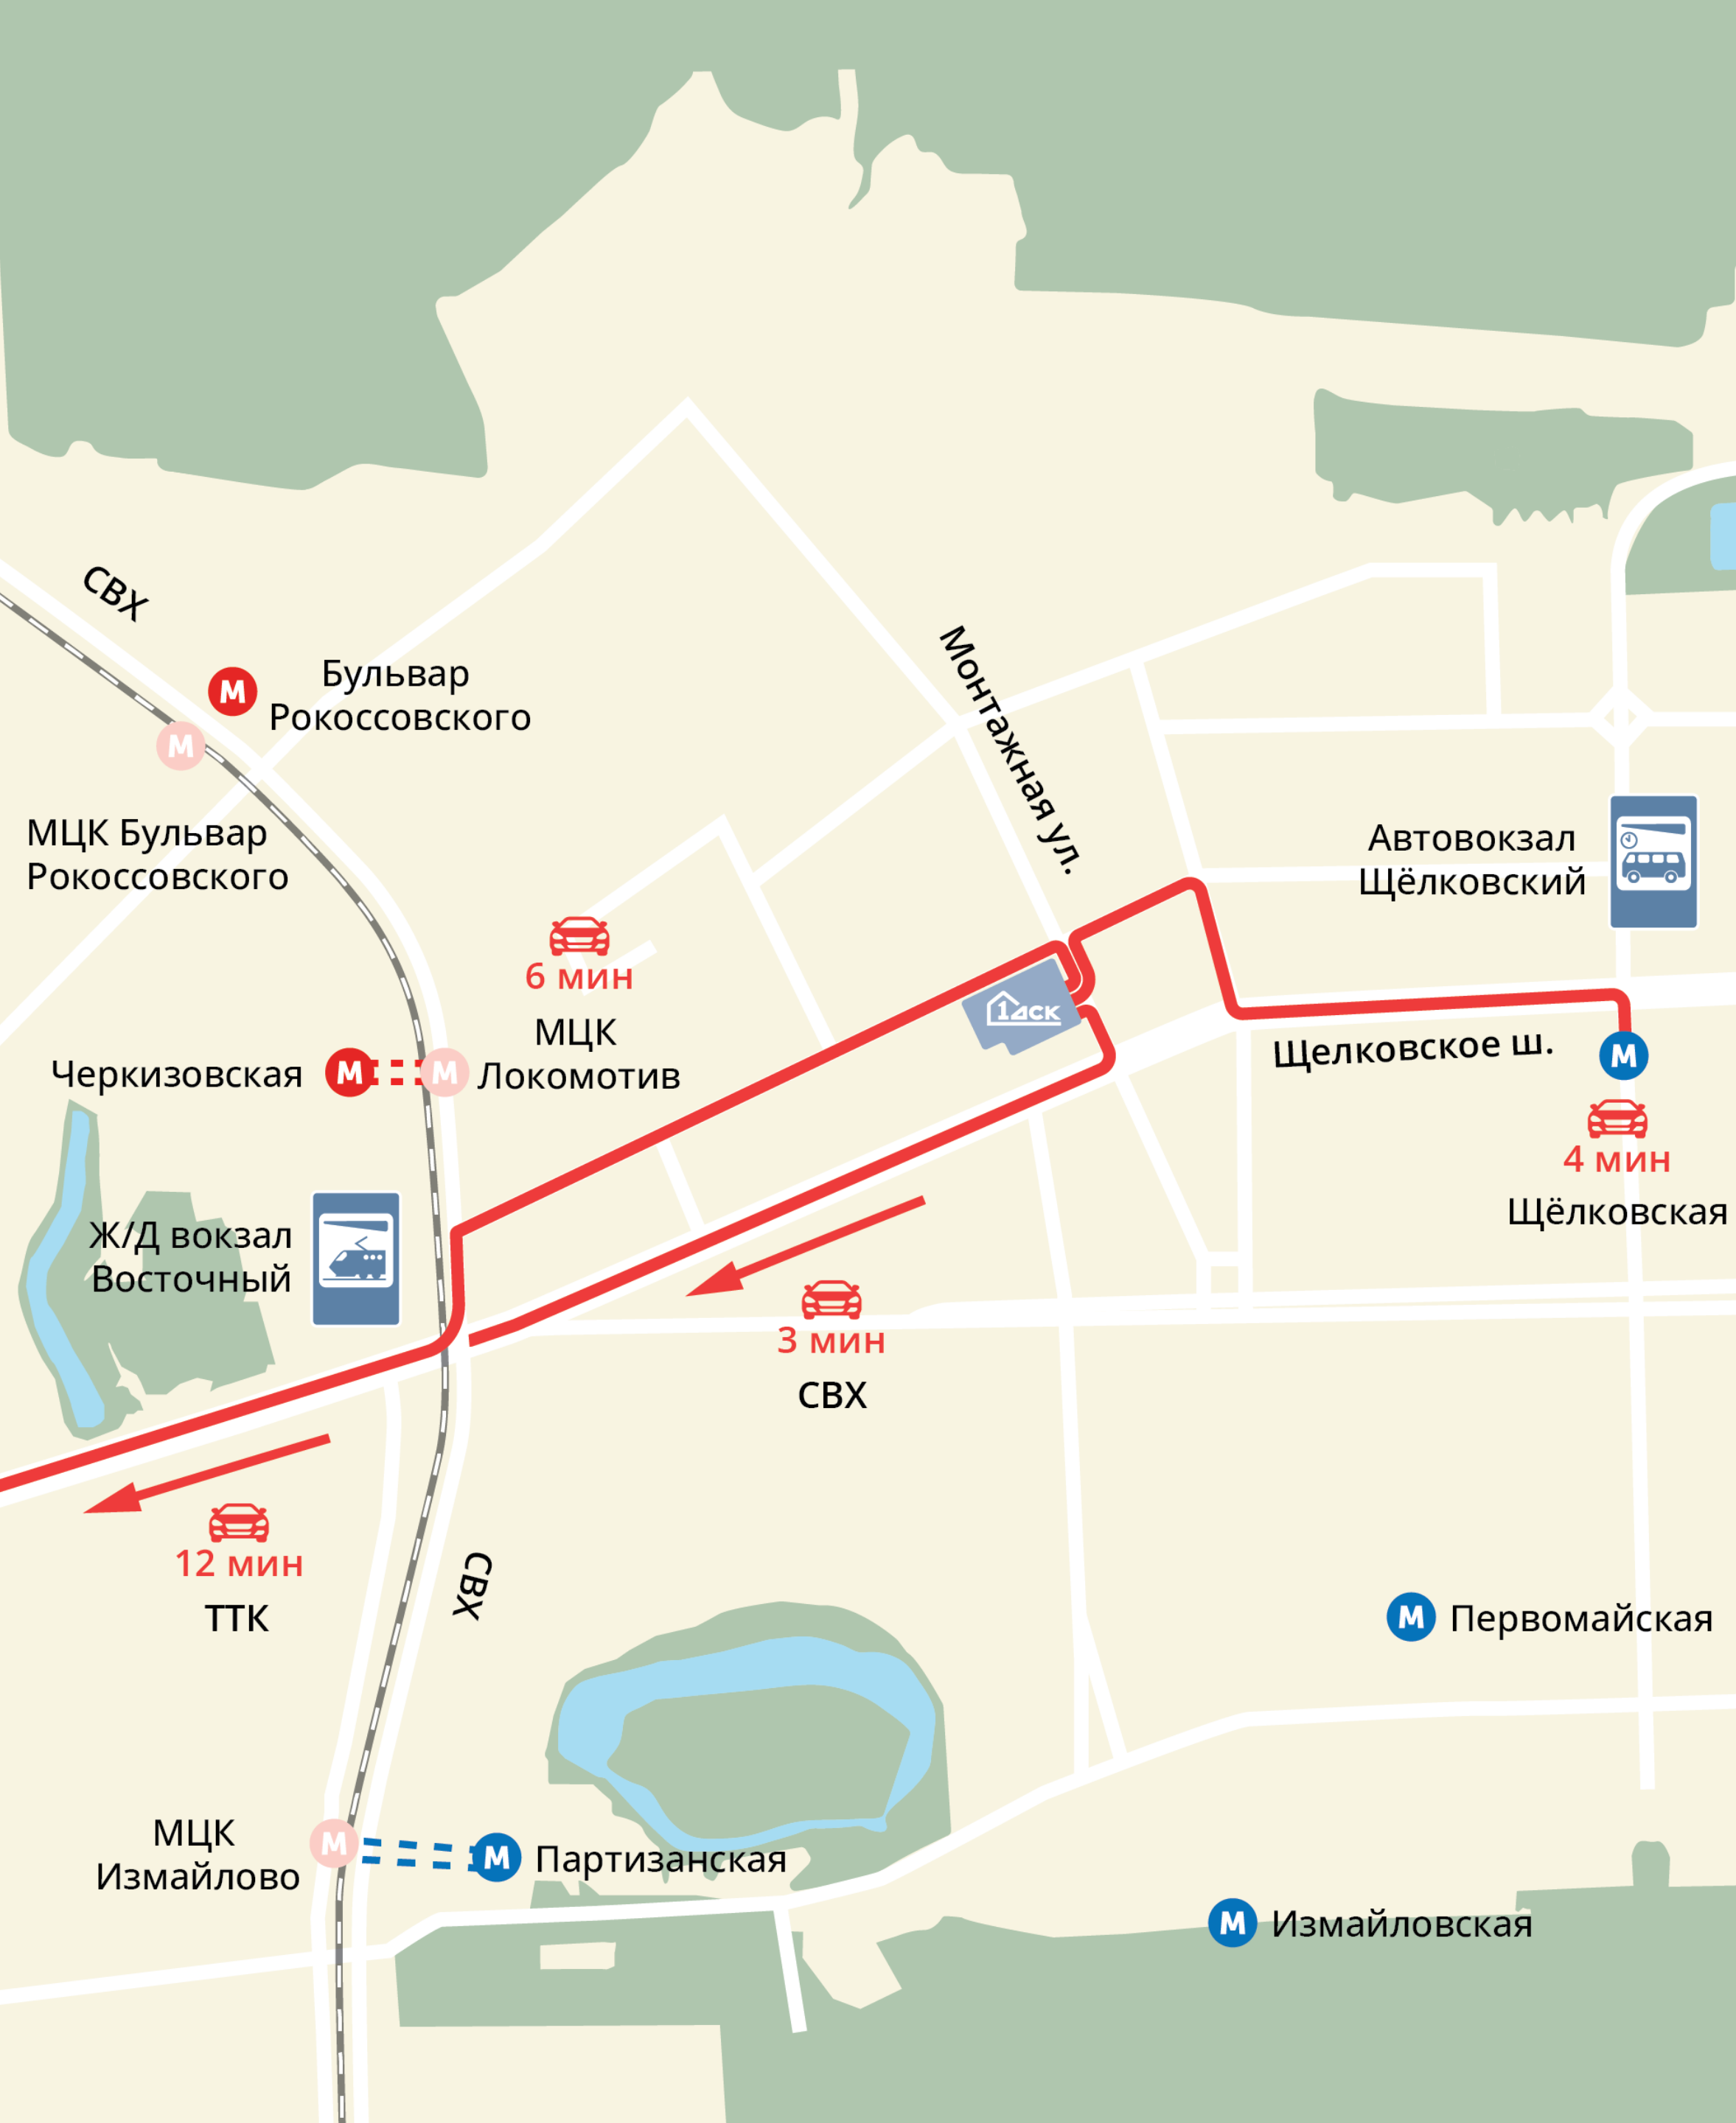 СВХ
Бульвар
Рокоссовского
М
М
МЦК Бульвар
Рокоссовского
Монтажная ул.
Автовокзал
Щёлковский
6 мин
МЦК
Локомотив
1ДСК
Черкизовская
М
М
Щелковское ш.
М
4 мин
Щёлковская
Ж/Д вокзал
Восточный
3 мин
СВХ
12 мин
ТТК
СВХ
М
Первомайская
МЦК
Измайлово
М
М
Партизанская
М
Измайловская